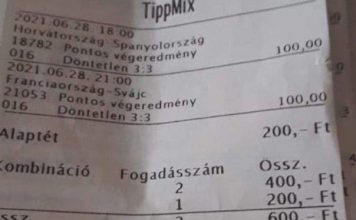 TippMix
2021.06.28. 18:00
Horvátország-Spanyolország
18782 Pontos végeredmény 100,00
016 Döntetlen 3:3
2021.06.28. 21:00
Franciaország-Svájc
21053 Pontos végeredmény 100,00
016 Döntetlen 3:3
Alaptét 200,- Ft
Kombináció Fogadásszám Össz.
2 400,- Ft
1 200,- Ft
3 600,- Ft